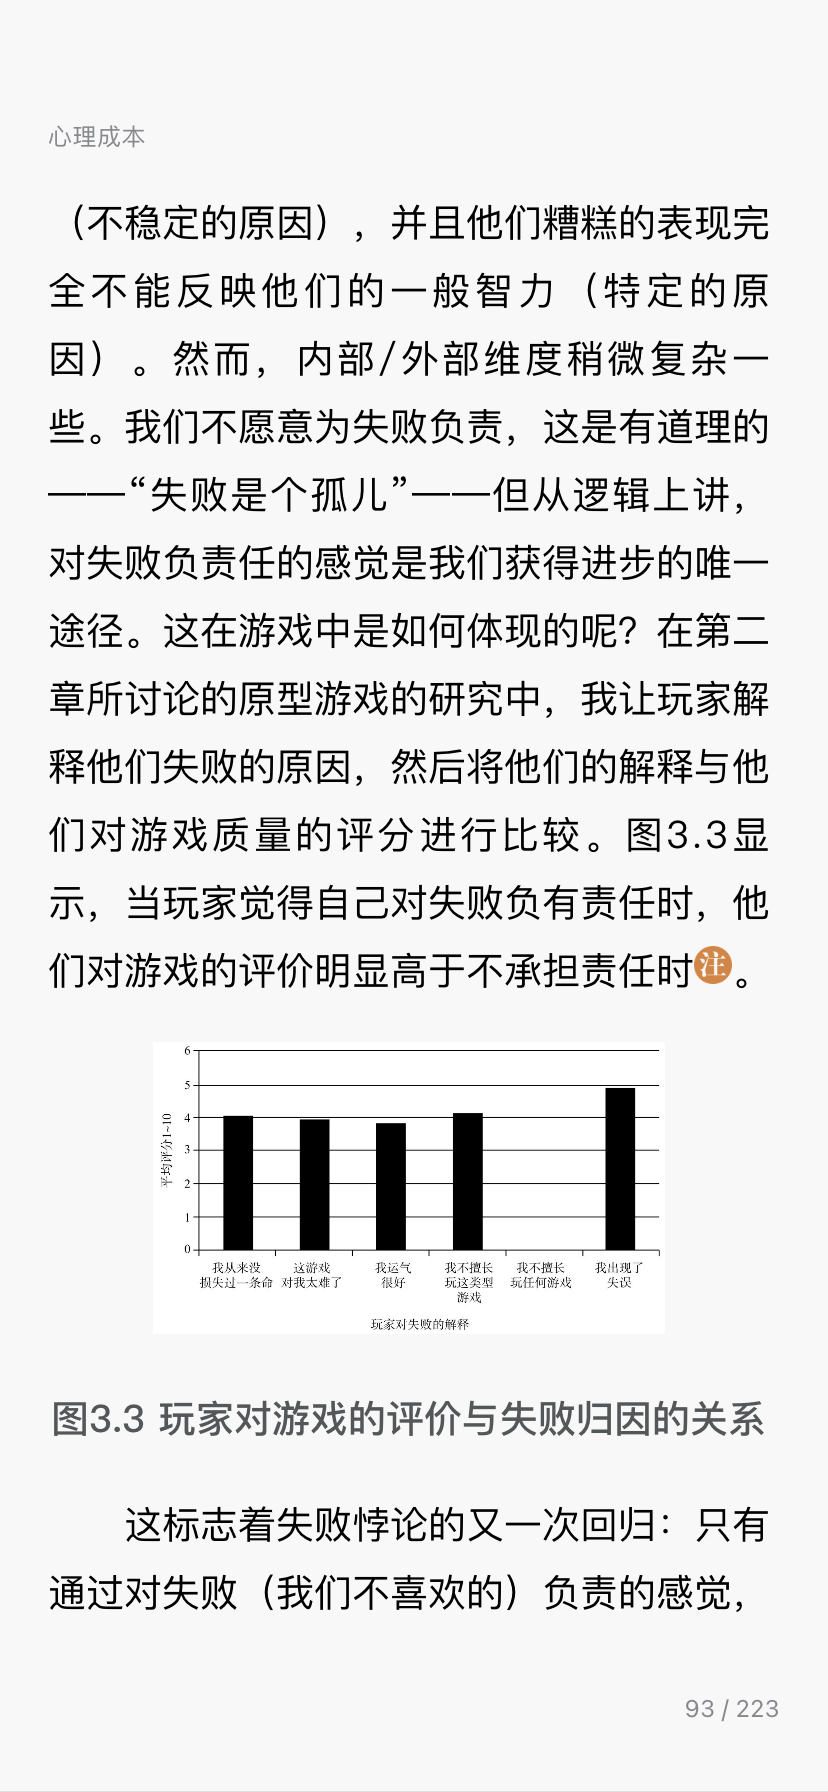 心理成本
（不稳定的原因），并且他们糟糕的表现完
全不能反映他们的一般智力（特定的原
因）。然而，内部/外部维度稍微复杂一
些。我们不愿意为失败负责，这是有道理的
——“失败是个孤儿”——但从逻辑上讲，
对失败负责任的感觉是我们获得进步的唯一
途径。这在游戏中是如何体现的呢？在第二
章所讨论的原型游戏的研究中，我让玩家解
释他们失败的原因，然后将他们的解释与他
们对游戏质量的评分进行比较。图3.3显
示，当玩家觉得自己对失败负有责任时，他
们对游戏的评价明显高于不承担责任时注。
平均评分1~10
6
5
4
3
2
1
0
我从来没
损失过一条命
这游戏
对我太难了
我运气
很好
我不擅长
玩这类型
游戏
我不擅长
玩任何游戏
我出现了
失误
玩家对失败的解释
图3.3 玩家对游戏的评价与失败归因的关系
这标志着失败悖论的又一次回归：只有
通过对失败（我们不喜欢的）负责的感觉，
93 / 223